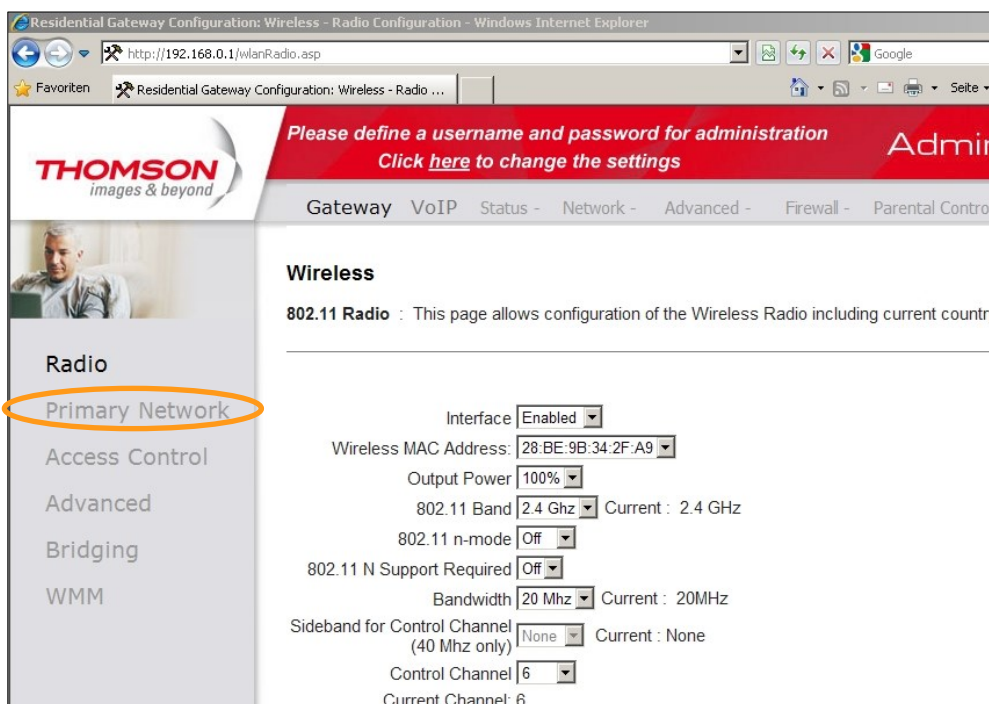 Residential Gateway Configuration: Wireless - Radio Configuration - Windows Internet Explorer
http://192.168.0.1/wlanRadio.asp
Google
Favoriten
Residential Gateway Configuration: Wireless - Radio ...
Seite
THOMSON
images & beyond
Please define a username and password for administration
Click here to change the settings
Gateway VoIP Status - Network - Advanced - Firewall -
Wireless
802.11 Radio : This page allows configuration of the Wireless Radio including current
Radio
Primary Network
Access Control
Advanced
Bridging
WMM
Interface Enabled
Wireless MAC Address: 28:BE:9B:34:2F:A9
Output Power 100%
802.11 Band 2.4 Ghz Current : 2.4 GHz
802.11 n-mode Off
802.11 N Support Required Off
Bandwidth 20 Mhz Current : 20MHz
Sideband for Control Channel
(40 Mhz only) None Current : None
Control Channel 6
Current Channel: 6